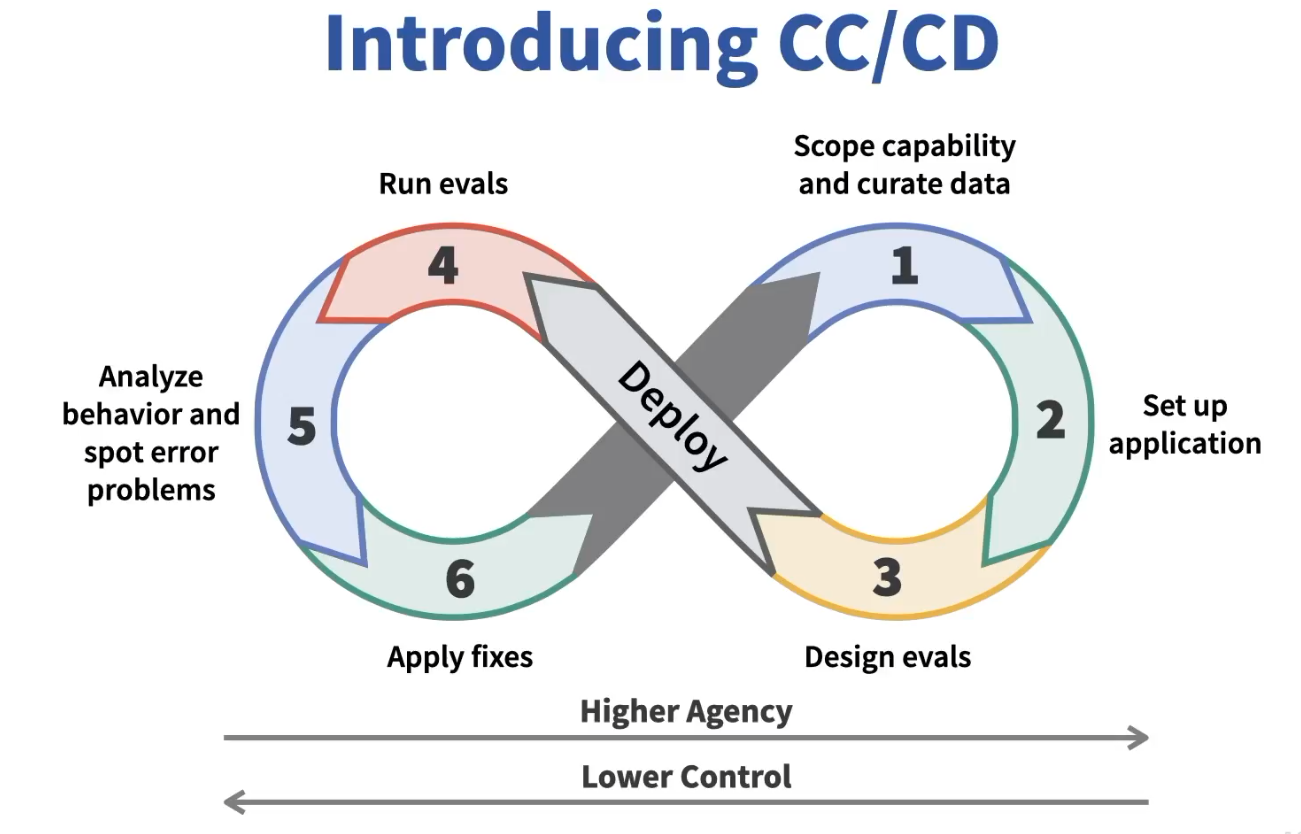 Introducing CC/CD
Scope capability
and curate data
Run evals
4
1
Analyze
behavior and
spot error
problems
5
Deploy
2
Set up
application
6
3
Apply fixes
Design evals
Higher Agency
Lower Control